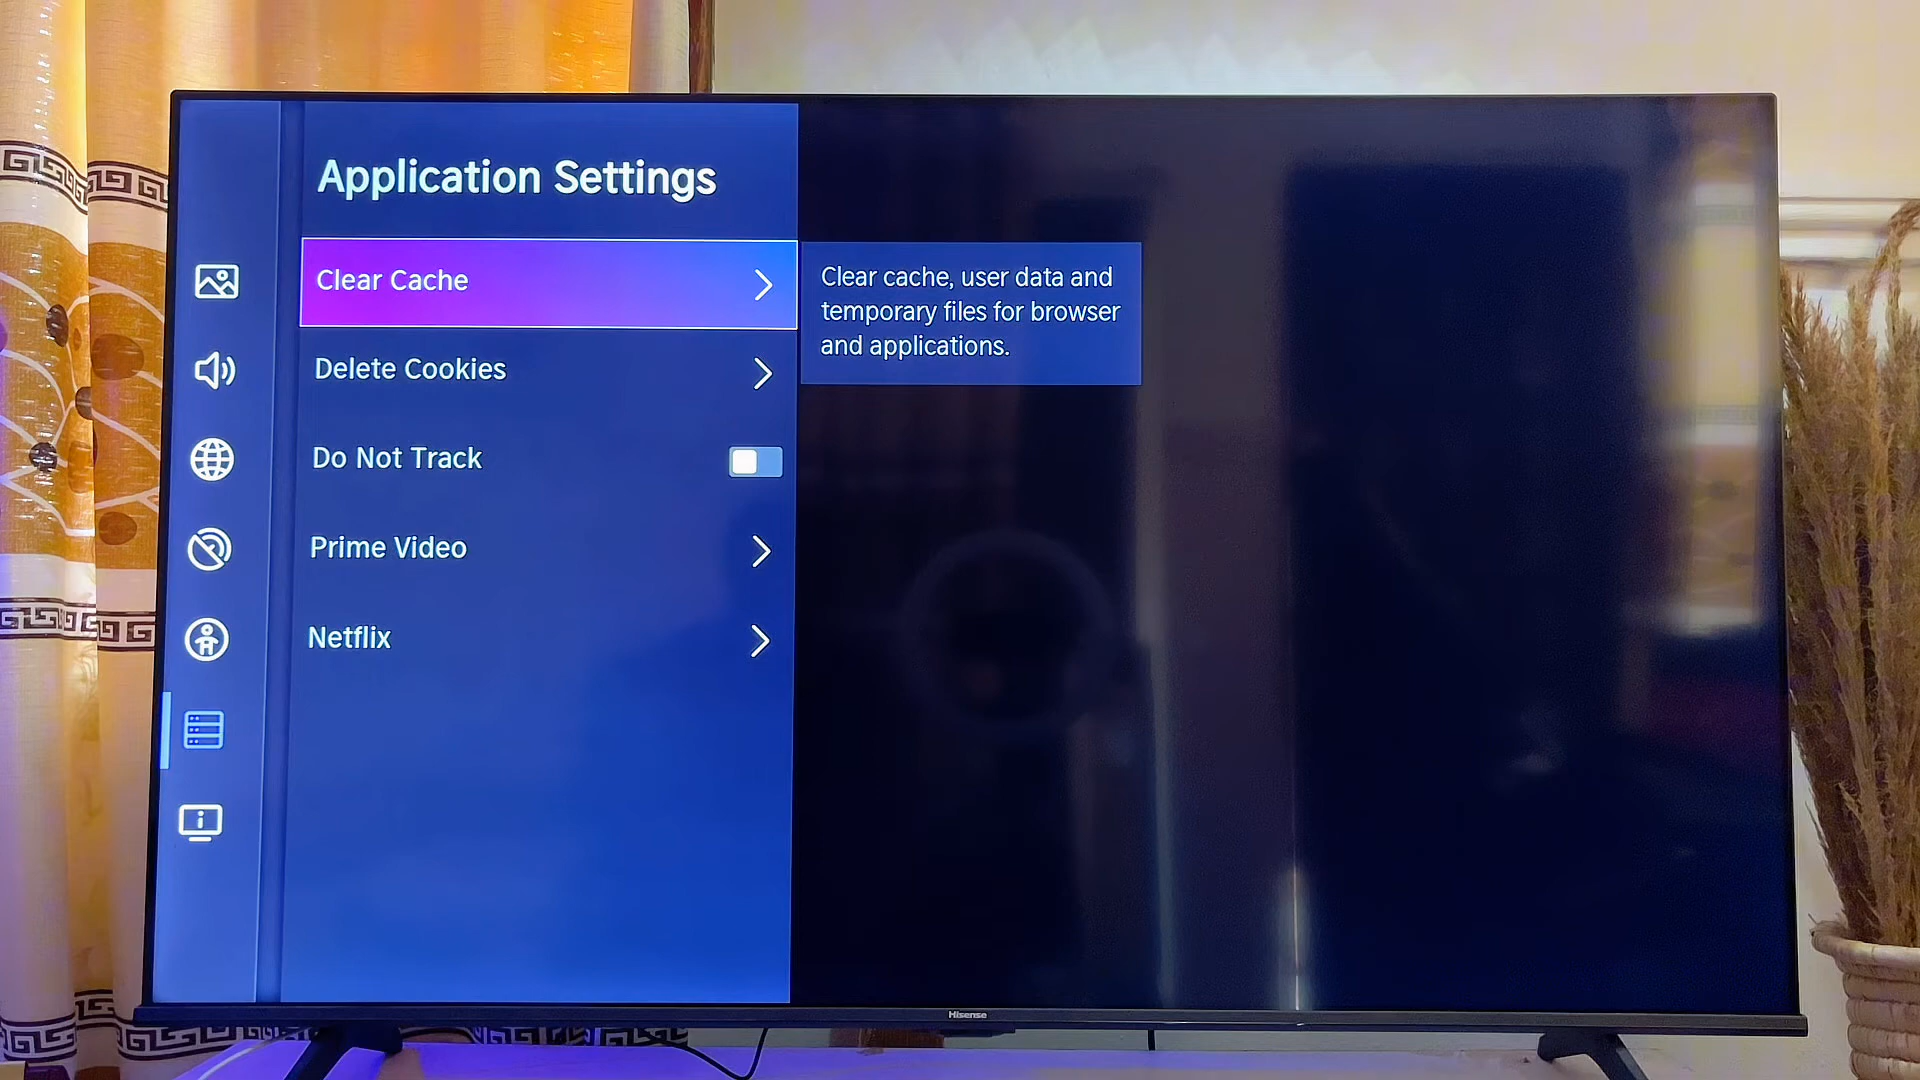 Application Settings
Clear Cache
Clear cache, user data and
temporary files for browser
and applications.
Delete Cookies
Do Not Track
Prime Video
Netflix
Hisense